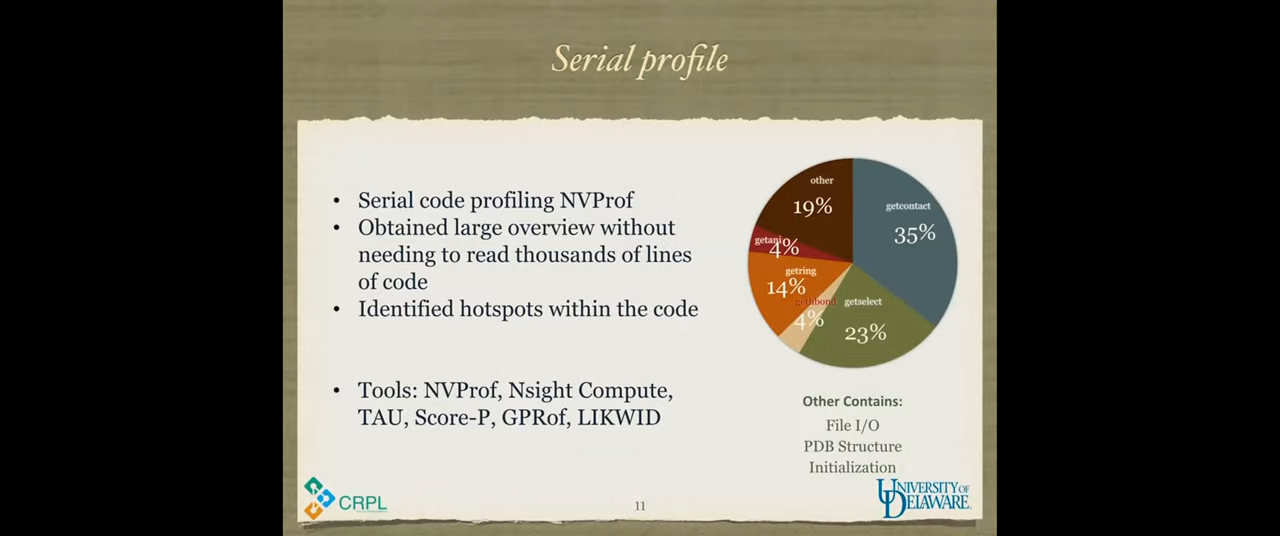 Serial profile
• Serial code profiling NVProf
• Obtained large overview without
needing to read thousands of lines
of code
• Identified hotspots within the code
• Tools: NVProf, Nsight Compute,
TAU, Score-P, GPRof, LIKWID
other
19%
getcontact
35%
getani
4%
getring
14%
gethbond
4%
getselect
23%
Other Contains:
File I/O
PDB Structure
Initialization
CRPL
11
UNIVERSITY OF
DELAWARE.